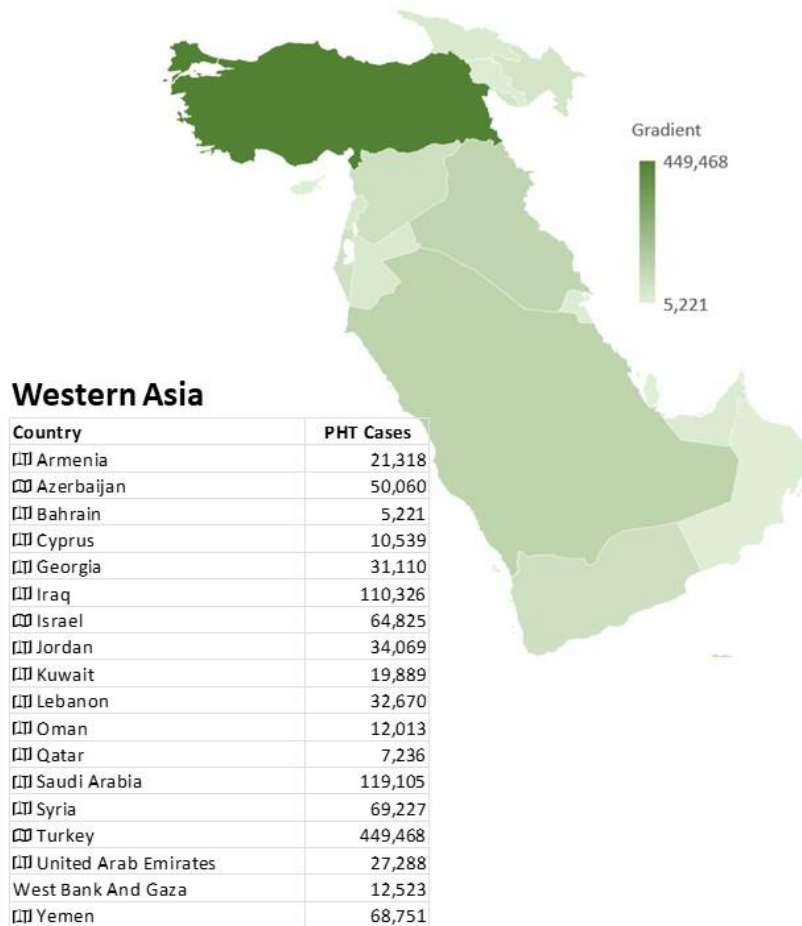 Gradient
449,468
5,221
Western Asia
Country PHT Cases
Armenia 21,318
Azerbaijan 50,060
Bahrain 5,221
Cyprus 10,539
Georgia 31,110
Iraq 110,326
Israel 64,825
Jordan 34,069
Kuwait 19,889
Lebanon 32,670
Oman 12,013
Qatar 7,236
Saudi Arabia 119,105
Syria 69,227
Turkey 449,468
United Arab Emirates 27,288
West Bank And Gaza 12,523
Yemen 68,751